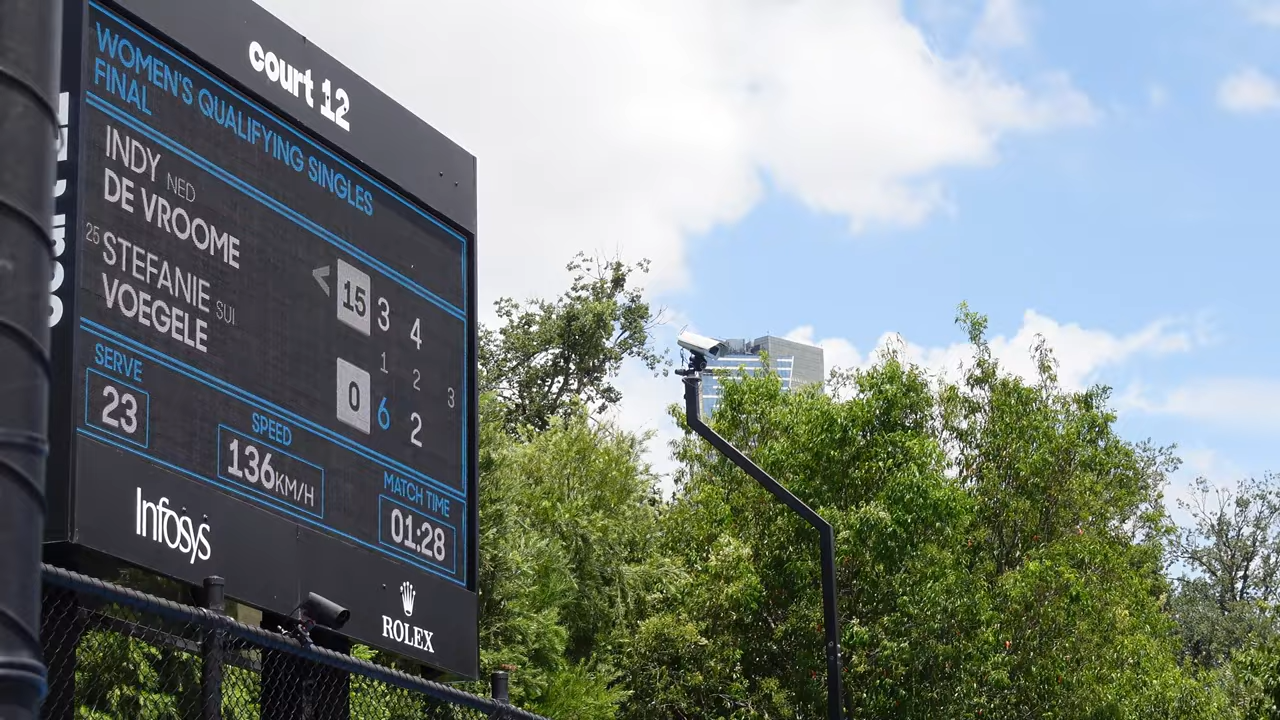 court 12
WOMEN'S QUALIFYING SINGLES
FINAL
INDY NED
DE VROOME
< 15 3 4
25 STEFANIE
VOEGELE SUI
1 2 3
0 6 2
SERVE
23
SPEED
136KM/H
MATCH TIME
01:28
Infosys
ROLEX